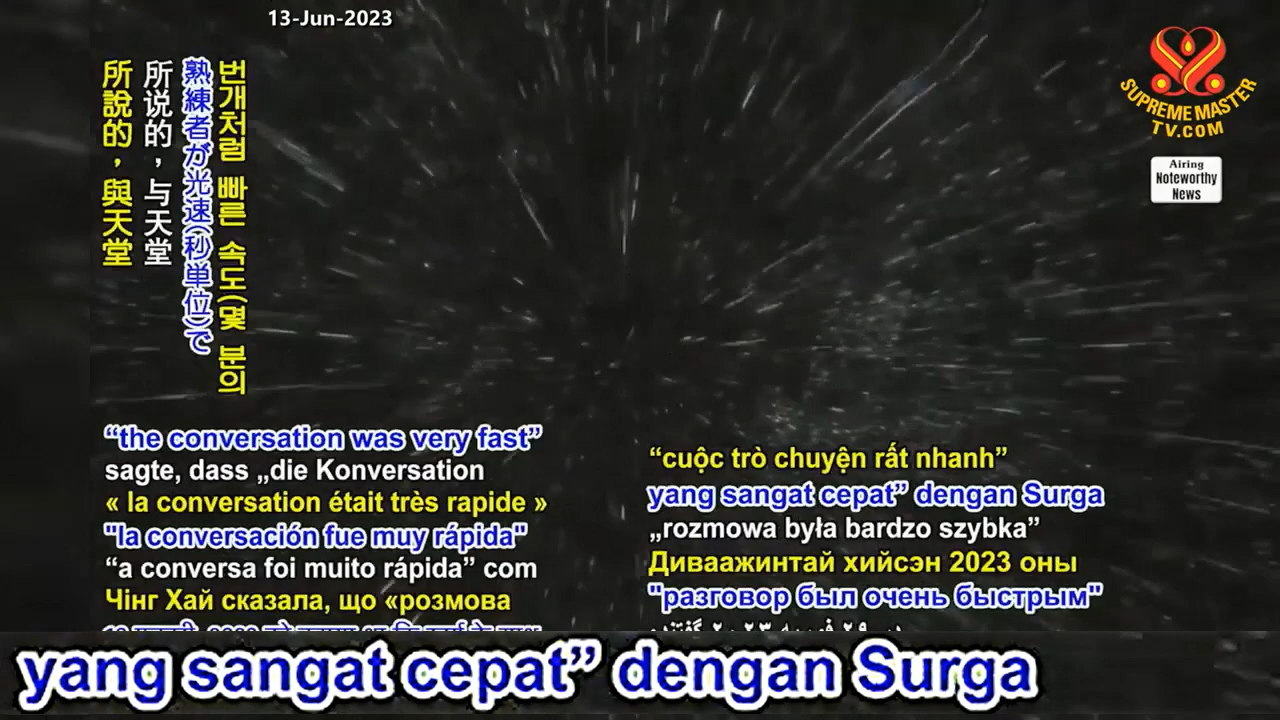 13-Jun-2023
SUPREME MASTER
TV.COM
Airing
Noteworthy
News
번개처럼 빠른 속도(몇 분의
熟練者が光速(秒単位)で
所说的，与天堂
所說的，與天堂
“the conversation was very fast”
sagte, dass „die Konversation
« la conversation était très rapide »
"la conversación fue muy rápida"
“a conversa foi muito rápida” com
Чінг Хай сказала, що «розмова
“cuộc trò chuyện rất nhanh”
yang sangat cepat” dengan Surga
„rozmowa była bardzo szybka”
Диваажинтай хийсэн 2023 оны
"разговор был очень быстрым"
yang sangat cepat” dengan Surga